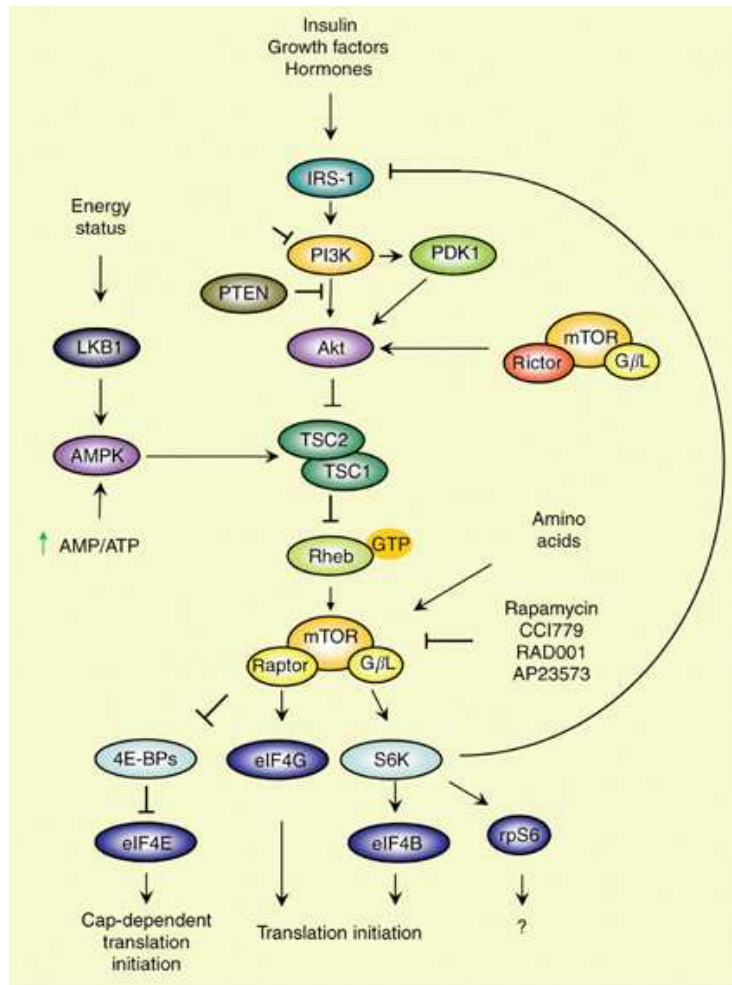 Insulin
Growth factors
Hormones
IRS-1
Energy
status
PI3K
PDK1
PTEN
LKB1
Akt
mTOR
Rictor
GβL
TSC2
AMPK
TSC1
↑ AMP/ATP
Amino
acids
GTP
Rheb
Rapamycin
CCI779
RAD001
AP23573
mTOR
Raptor
GβL
4E-BPs
eIF4G
S6K
eIF4E
eIF4B
rpS6
Cap-dependent
translation
initiation
Translation initiation
?